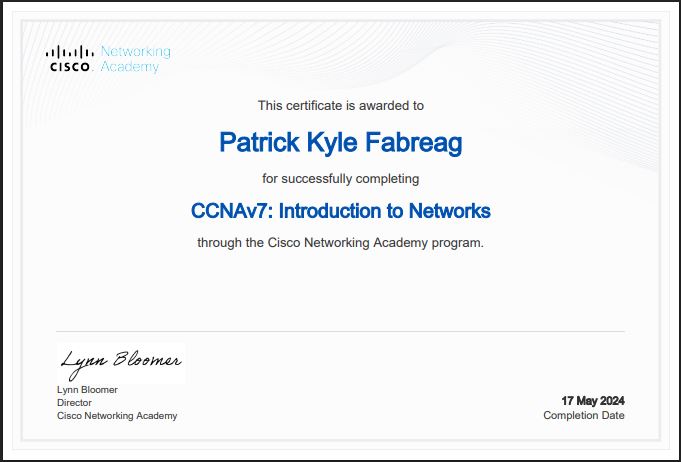 CISCO Networking
Academy
This certificate is awarded to
Patrick Kyle Fabreag
for successfully completing
CCNAv7: Introduction to Networks
through the Cisco Networking Academy program.
Lynn Bloomer
Lynn Bloomer
Director
Cisco Networking Academy
17 May 2024
Completion Date